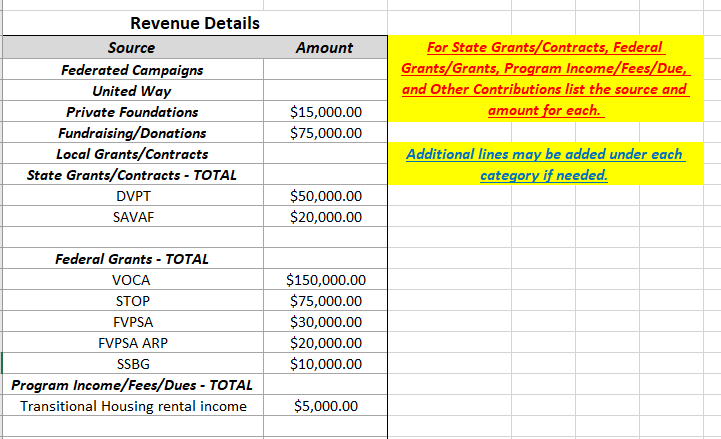 Revenue Details
Source Amount
Federated Campaigns
United Way
Private Foundations $15,000.00
Fundraising/Donations $75,000.00
Local Grants/Contracts
State Grants/Contracts - TOTAL
DVPT $50,000.00
SAVAF $20,000.00
Federal Grants - TOTAL
VOCA $150,000.00
STOP $75,000.00
FVPSA $30,000.00
FVPSA ARP $20,000.00
SSBG $10,000.00
Program Income/Fees/Dues - TOTAL
Transitional Housing rental income $5,000.00
For State Grants/Contracts, Federal
Grants/Grants, Program Income/Fees/Due,
and Other Contributions list the source and
amount for each.
Additional lines may be added under each
category if needed.